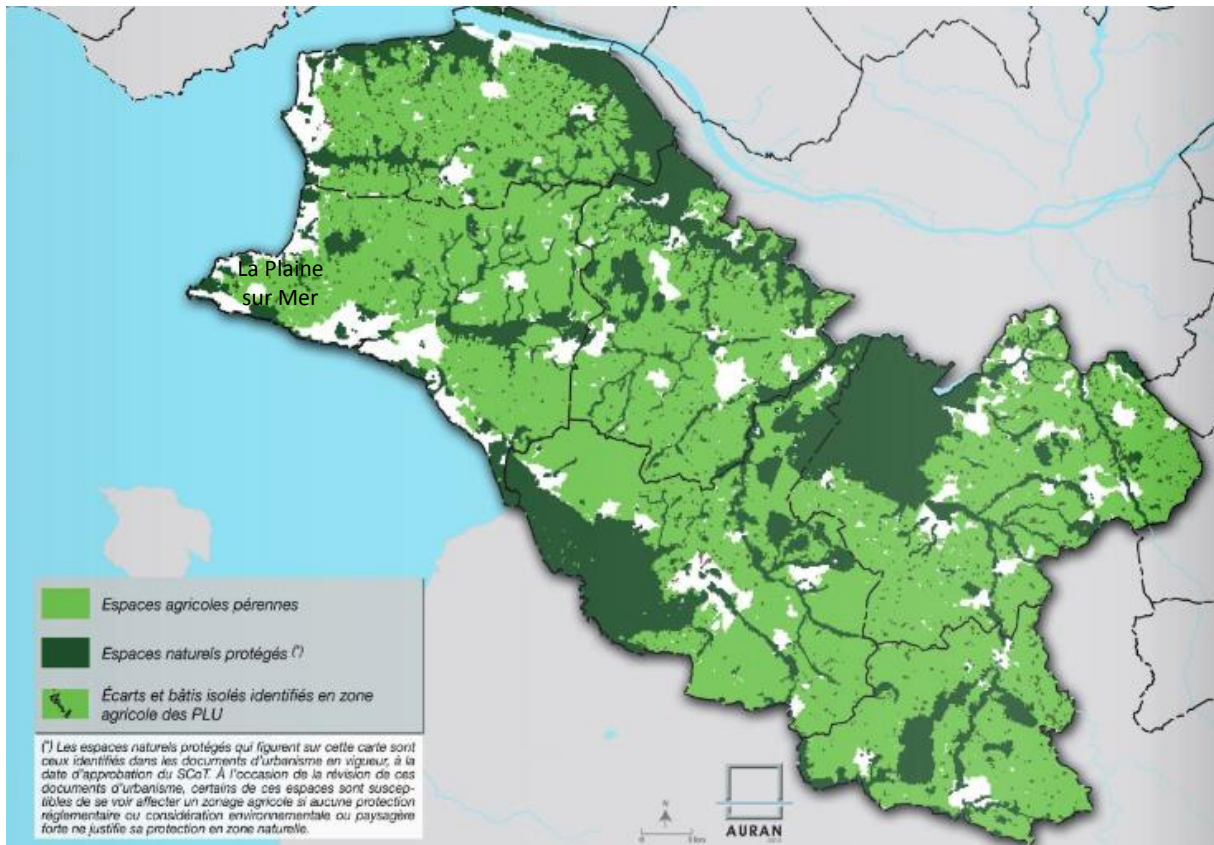 La Plaine
sur Mer
Espaces agricoles pérennes
Espaces naturels protégés (*)
Écarts et bâtis isolés identifiés en zone
agricole des PLU
(*) Les espaces naturels protégés qui figurent sur cette carte sont
ceux identifiés dans les documents d'urbanisme en vigueur, à la
date d'approbation du SCoT. À l'occasion de la révision de ces
documents d'urbanisme, certains de ces espaces sont suscep-
tibles de se voir affecter un zonage agricole si aucune protection
réglementaire ou considération environnementale ou paysagère
forte ne justifie sa protection en zone naturelle.
N
0
AURAN